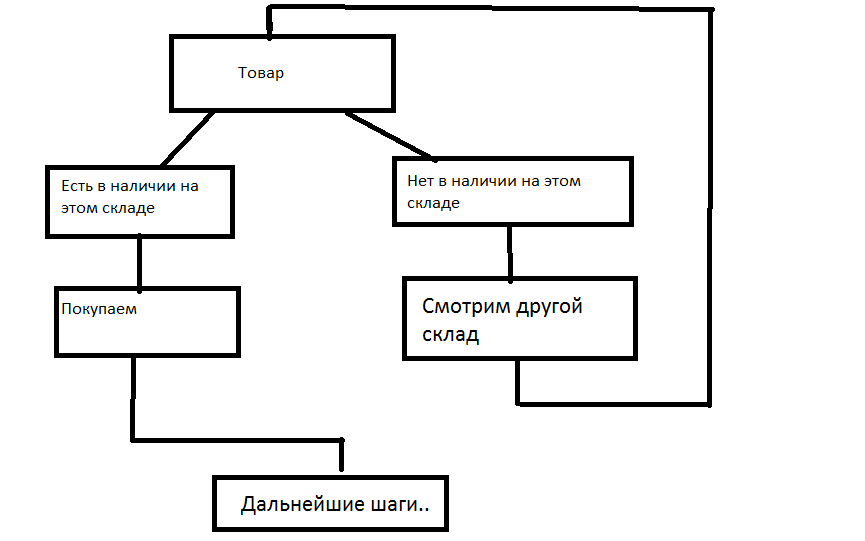 Товар
Есть в наличии на
этом складе
Нет в наличии на этом
складе
Покупаем
Смотрим другой
склад
Дальнейшие шаги..